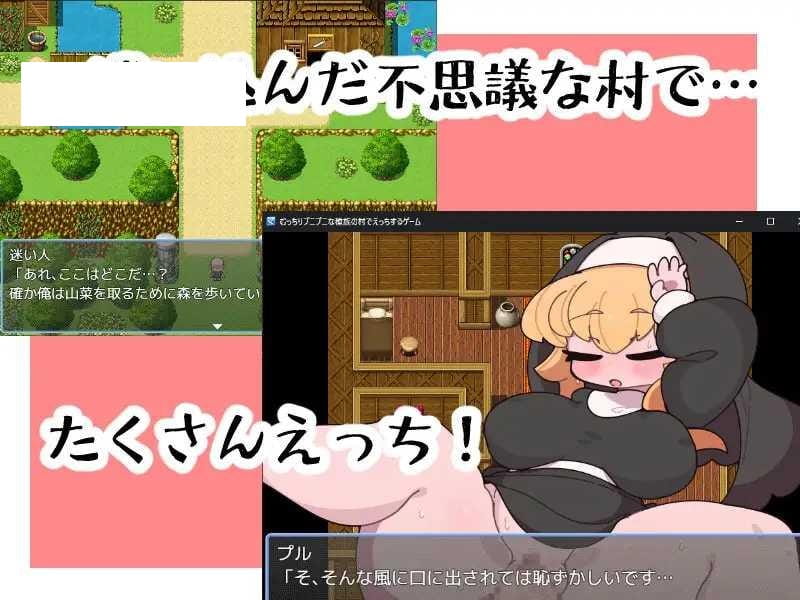 んだ不思議な村で…
迷い人
「あれ、ここはどこだ…？
確か俺は山菜を取るために森を歩いてい
むっちりプニプニな種族の村でえっちするゲーム
たくさんえっち！
プル
「そ、そんな風に口に出されては恥ずかしいです…